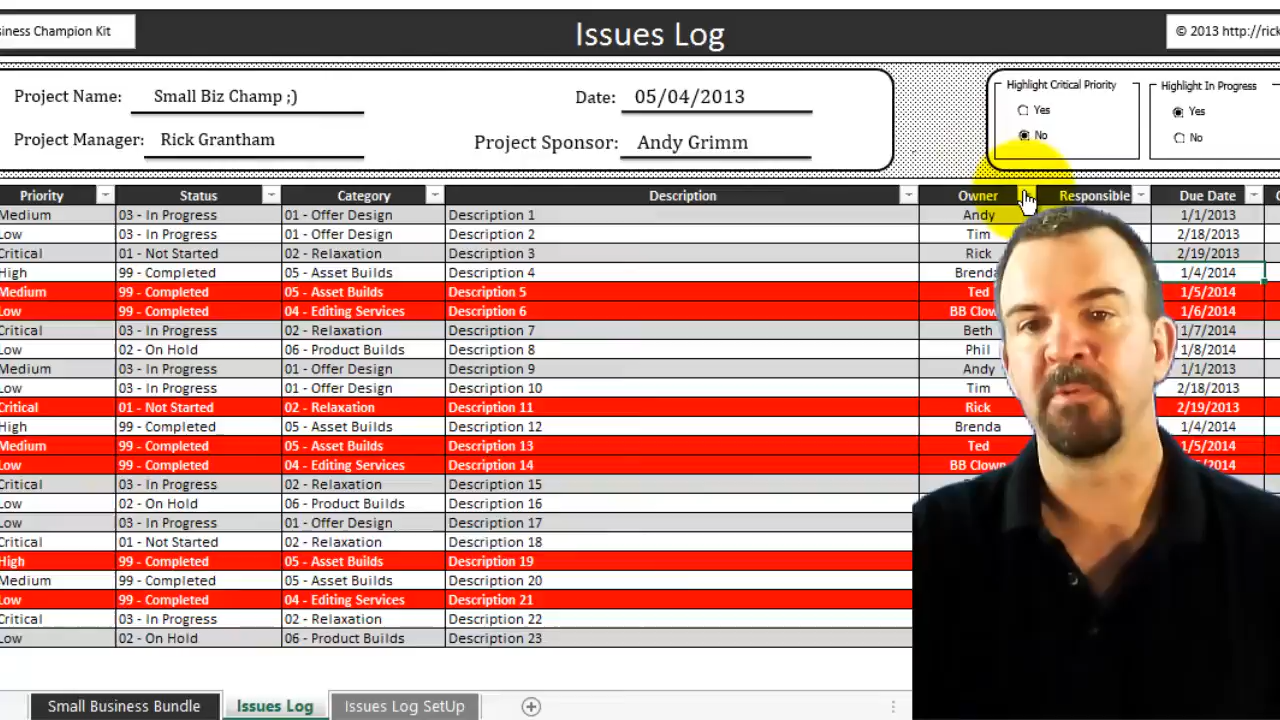 siness Champion Kit
Issues Log
© 2013 http://rick
Project Name: Small Biz Champ ;)
Date: 05/04/2013
Project Manager: Rick Grantham
Project Sponsor: Andy Grimm
Highlight Critical Priority
Yes
No
Highlight In Progress
Yes
No
Priority Status Category Description Owner Responsible Due Date
Medium 03 - In Progress 01 - Offer Design Description 1 Andy 1/1/2013
Low 03 - In Progress 01 - Offer Design Description 2 Tim 2/18/2013
Critical 01 - Not Started 02 - Relaxation Description 3 Rick 2/19/2013
High 99 - Completed 05 - Asset Builds Description 4 Brenda 1/4/2014
Medium 99 - Completed 05 - Asset Builds Description 5 Ted 1/5/2014
Low 99 - Completed 04 - Editing Services Description 6 BB Clow 1/6/2014
Critical 03 - In Progress 02 - Relaxation Description 7 Beth 1/7/2014
Low 02 - On Hold 06 - Product Builds Description 8 Phil 1/8/2014
Medium 03 - In Progress 01 - Offer Design Description 9 Andy 1/1/2013
Low 03 - In Progress 01 - Offer Design Description 10 Tim 2/18/2013
Critical 01 - Not Started 02 - Relaxation Description 11 Rick 2/19/2013
High 03 - In Progress 05 - Asset Builds Description 12 Brenda 1/4/2014
Medium 99 - Completed 05 - Asset Builds Description 13 Ted 1/5/2014
Low 99 - Completed 04 - Editing Services Description 14 BB Clown /6/2014
Critical 03 - In Progress 02 - Relaxation Description 15
Low 02 - On Hold 06 - Product Builds Description 16
Low 03 - In Progress 01 - Offer Design Description 17
Critical 01 - Not Started 02 - Relaxation Description 18
High 99 - Completed 05 - Asset Builds Description 19
Medium 99 - Completed 05 - Asset Builds Description 20
Low 99 - Completed 04 - Editing Services Description 21
Critical 03 - In Progress 02 - Relaxation Description 22
Low 02 - On Hold 06 - Product Builds Description 23
Small Business Bundle Issues Log Issues Log SetUp